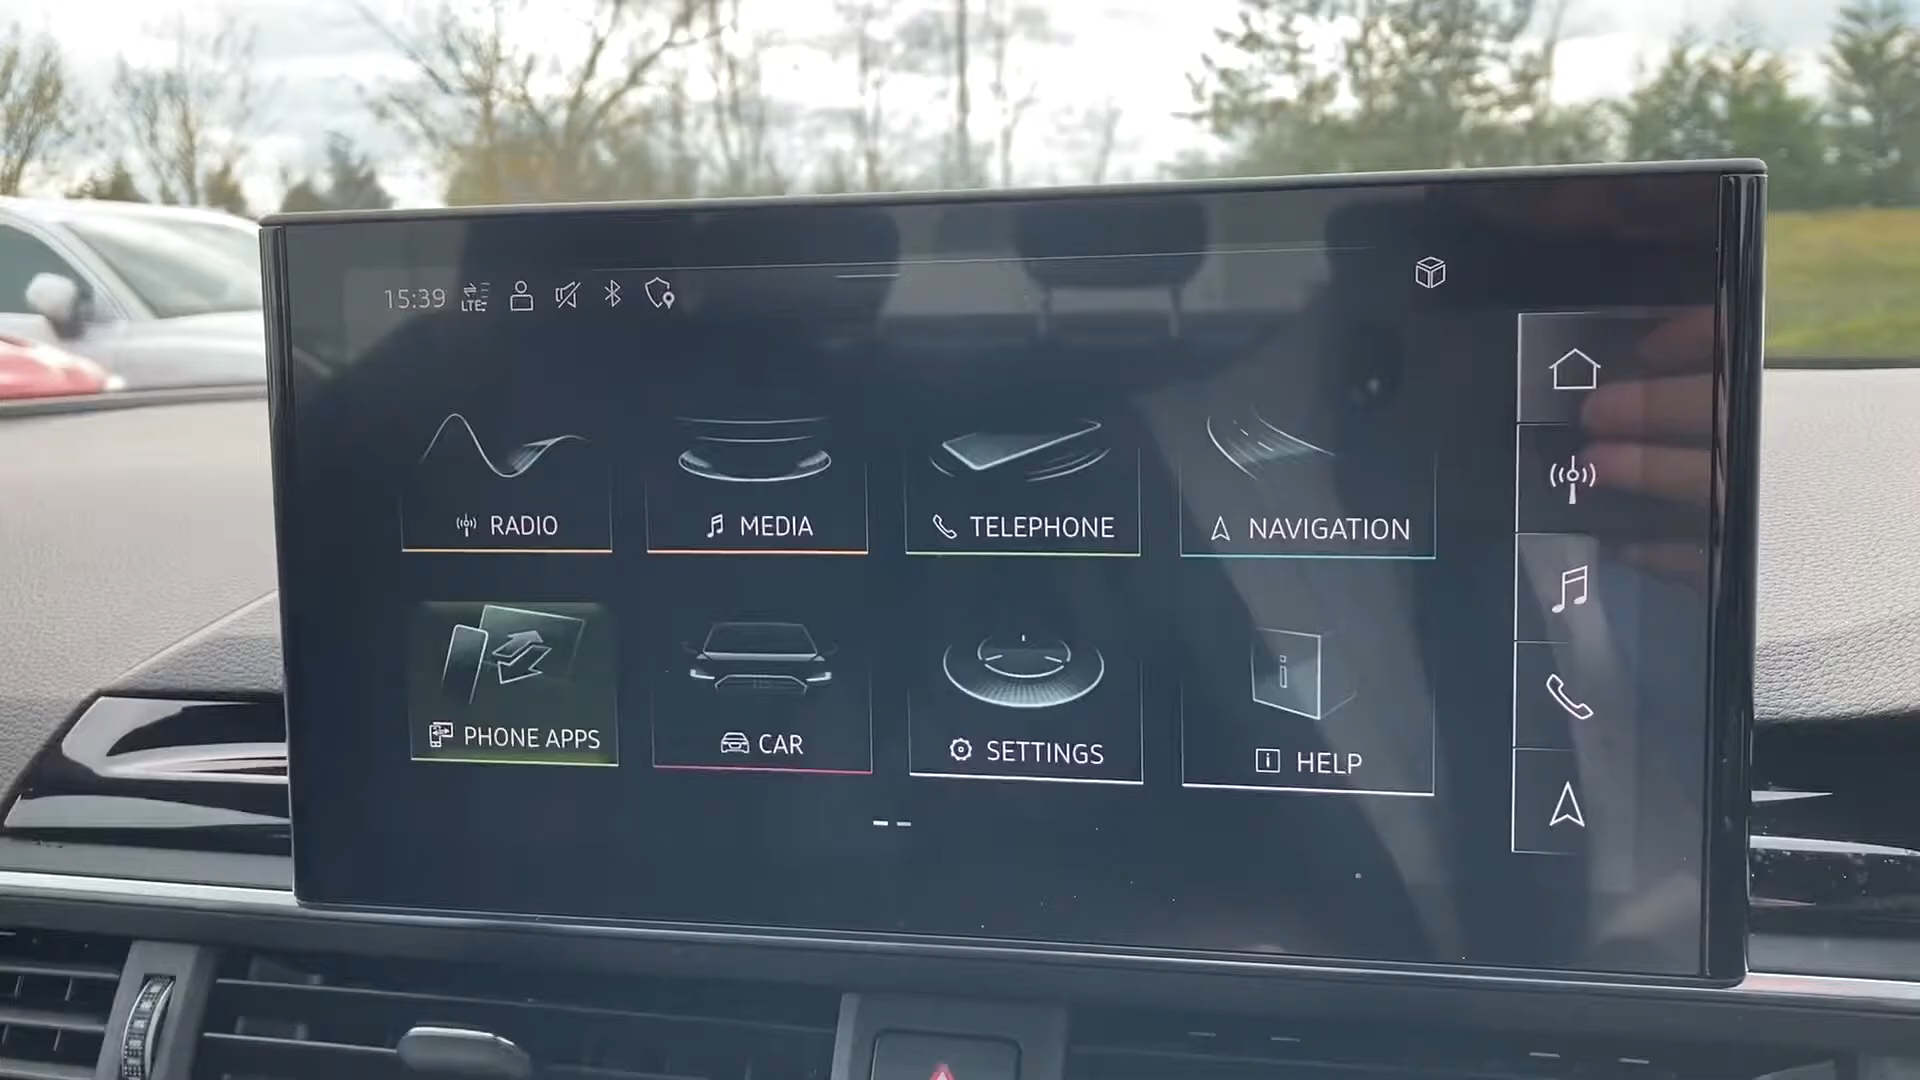 15:39 LTE
RADIO MEDIA TELEPHONE NAVIGATION
PHONE APPS CAR SETTINGS HELP